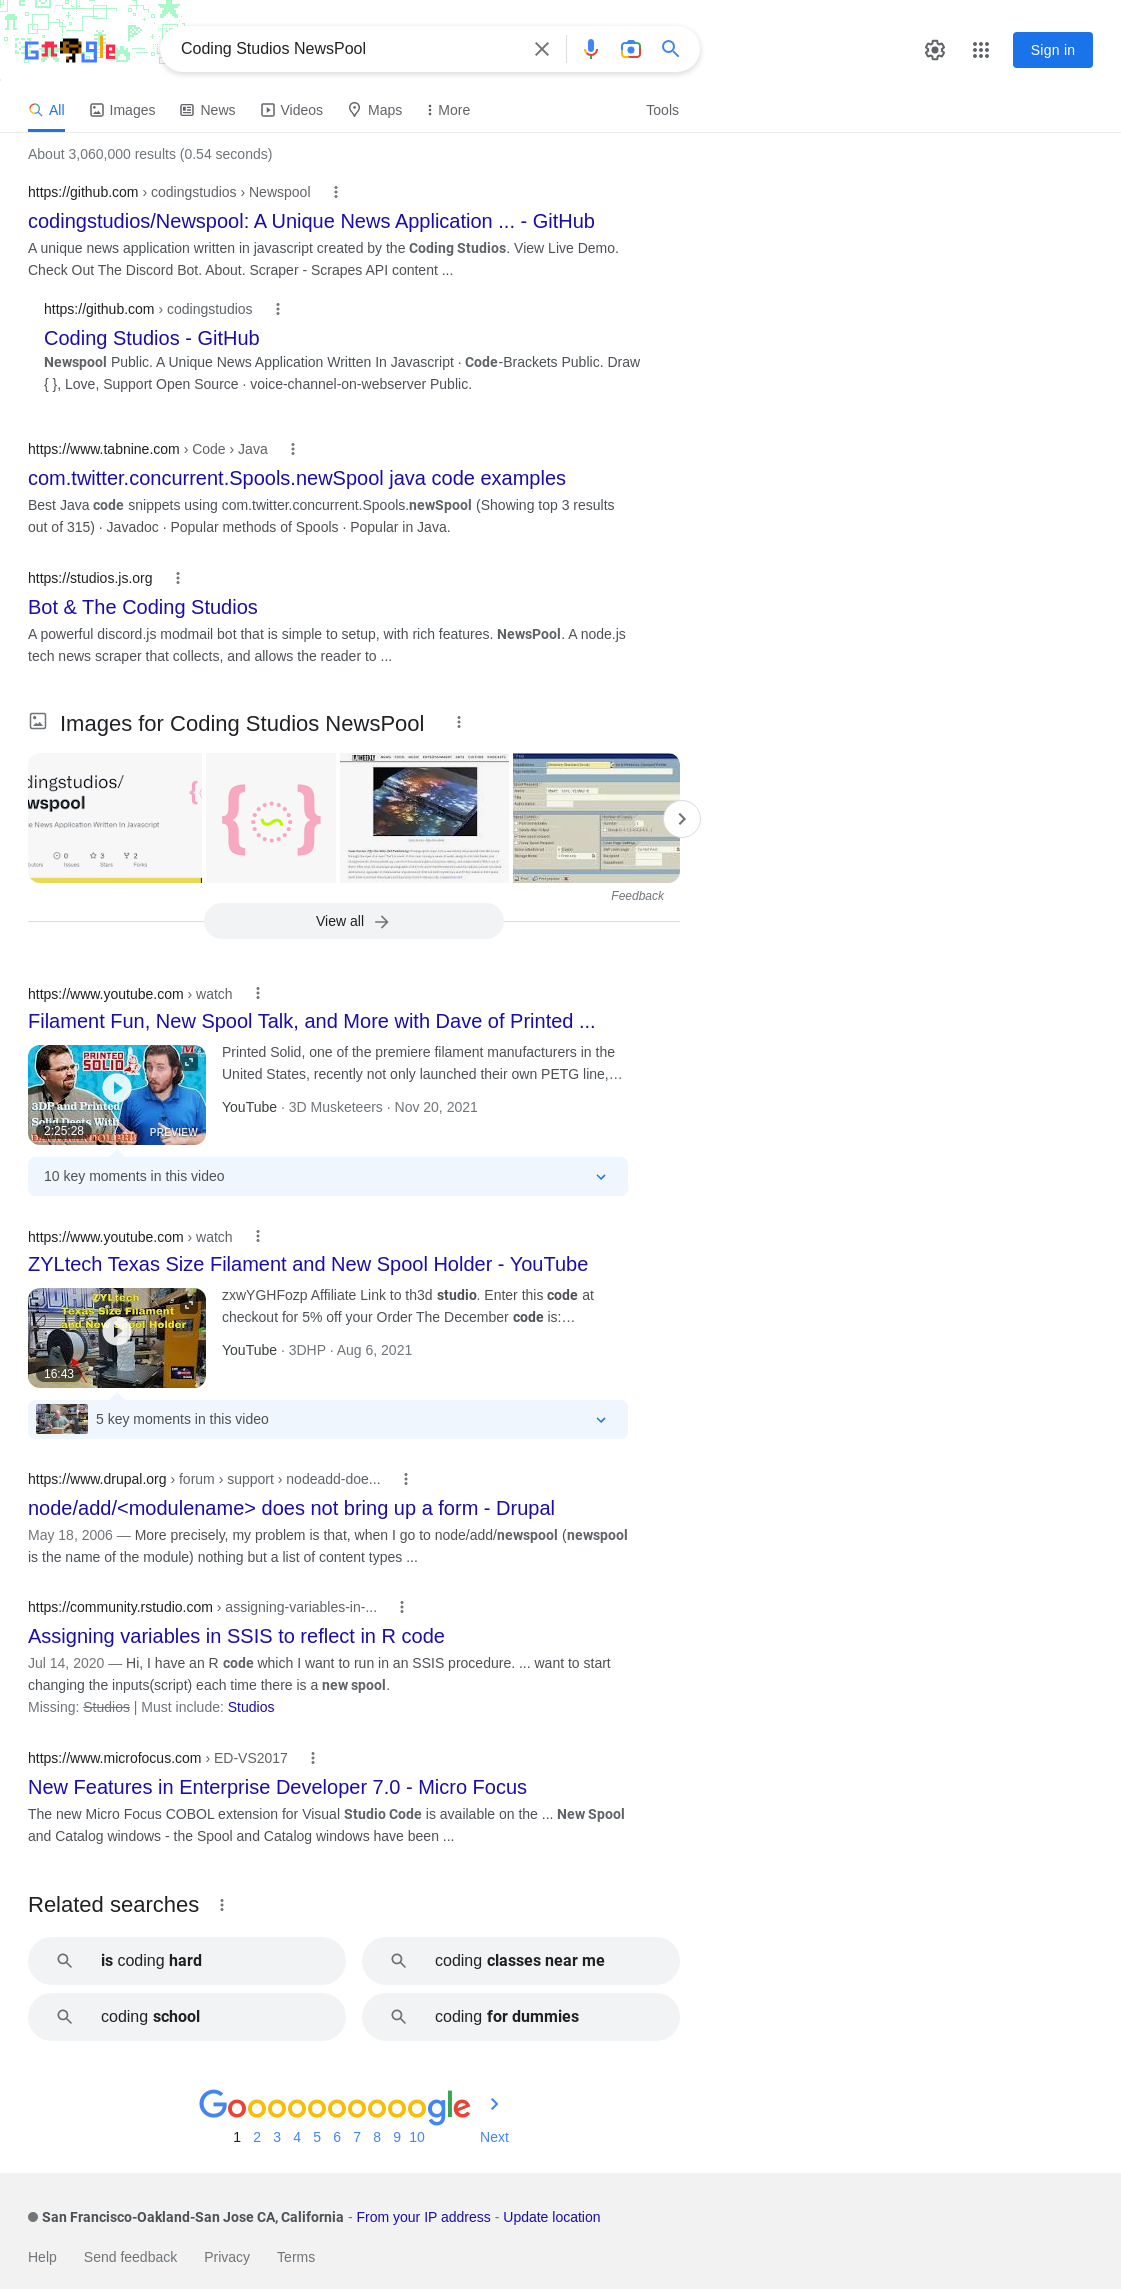 Google
Coding Studios NewsPool
Sign in
All
Images
News
Videos
Maps
More
Tools
About 3,060,000 results (0.54 seconds)
https://github.com › codingstudios › Newspool
codingstudios/Newspool: A Unique News Application ... - GitHub
A unique news application written in javascript created by the Coding Studios. View Live Demo.
Check Out The Discord Bot. About. Scraper - Scrapes API content ...
https://github.com › codingstudios
Coding Studios - GitHub
Newspool Public. A Unique News Application Written In Javascript · Code-Brackets Public. Draw
{ }, Love, Support Open Source · voice-channel-on-webserver Public.
https://www.tabnine.com › Code › Java
com.twitter.concurrent.Spools.newSpool java code examples
Best Java code snippets using com.twitter.concurrent.Spools.newSpool (Showing top 3 results
out of 315) · Javadoc · Popular methods of Spools · Popular in Java.
https://studios.js.org
Bot & The Coding Studios
A powerful discord.js modmail bot that is simple to setup, with rich features. NewsPool. A node.js
tech news scraper that collects, and allows the reader to ...
Images for Coding Studios NewsPool
dingstudios/
wspool
e News Application Written In Javascript
0
3
2
Issues
Stars
Forks
WEEKLY
Feedback
View all
https://www.youtube.com › watch
Filament Fun, New Spool Talk, and More with Dave of Printed ...
PRINTED
SOLID
3DP and Printed
Solid Deets With
2:25:28
PREVIEW
Printed Solid, one of the premiere filament manufacturers in the
United States, recently not only launched their own PETG line,…
YouTube · 3D Musketeers · Nov 20, 2021
10 key moments in this video
https://www.youtube.com › watch
ZYLtech Texas Size Filament and New Spool Holder - YouTube
ZYLtech
Texas Size Filament
and New Spool Holder
16:43
zxwYGHFozp Affiliate Link to th3d studio. Enter this code at
checkout for 5% off your Order The December code is:…
YouTube · 3DHP · Aug 6, 2021
5 key moments in this video
https://www.drupal.org › forum › support › nodeadd-doe...
node/add/<modulename> does not bring up a form - Drupal
May 18, 2006 — More precisely, my problem is that, when I go to node/add/newspool (newspool
is the name of the module) nothing but a list of content types ...
https://community.rstudio.com › assigning-variables-in-...
Assigning variables in SSIS to reflect in R code
Jul 14, 2020 — Hi, I have an R code which I want to run in an SSIS procedure. ... want to start
changing the inputs(script) each time there is a new spool.
Missing: Studios | Must include: Studios
https://www.microfocus.com › ED-VS2017
New Features in Enterprise Developer 7.0 - Micro Focus
The new Micro Focus COBOL extension for Visual Studio Code is available on the ... New Spool
and Catalog windows - the Spool and Catalog windows have been ...
Related searches
is coding hard
coding classes near me
coding school
coding for dummies
Goooooooooogle
1 2 3 4 5 6 7 8 9 10 Next
San Francisco-Oakland-San Jose CA, California - From your IP address - Update location
Help Send feedback Privacy Terms